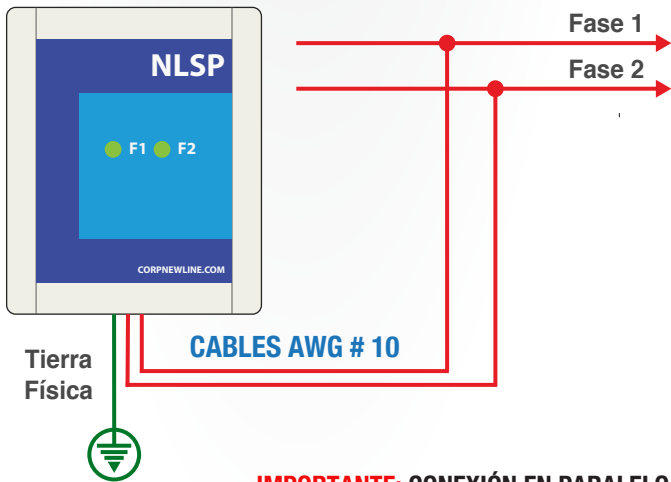 NLSP
F1 F2
CORPNEWLINE.COM
Fase 1
Fase 2
CABLES AWG # 10
Tierra
Física
IMPORTANTE: CONEXIÓN EN PARALELO